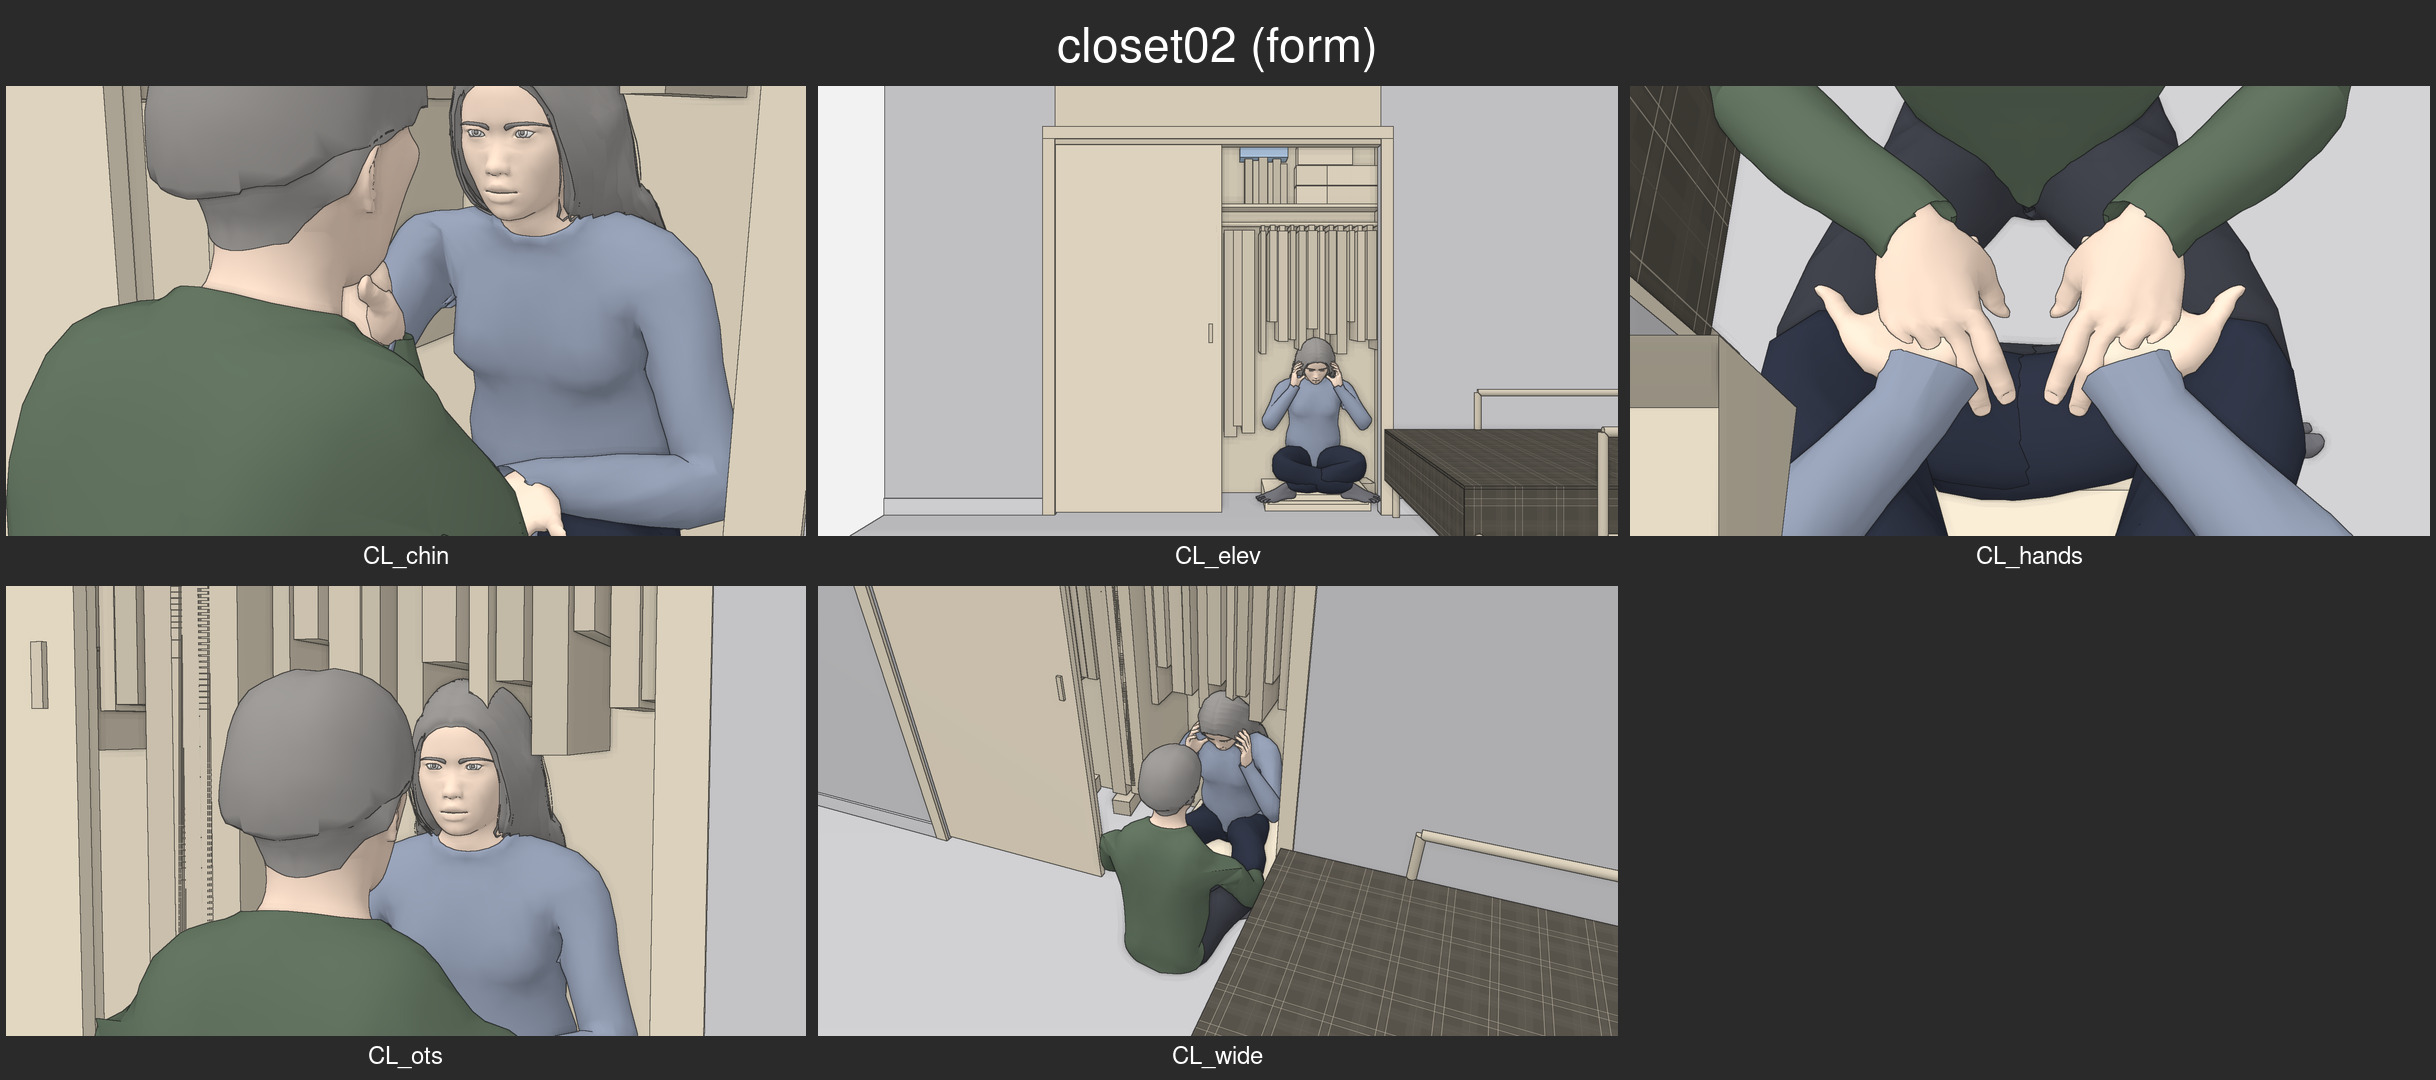 closet02 (form)
CL_chin
CL_elev
CL_hands
CL_ots
CL_wide